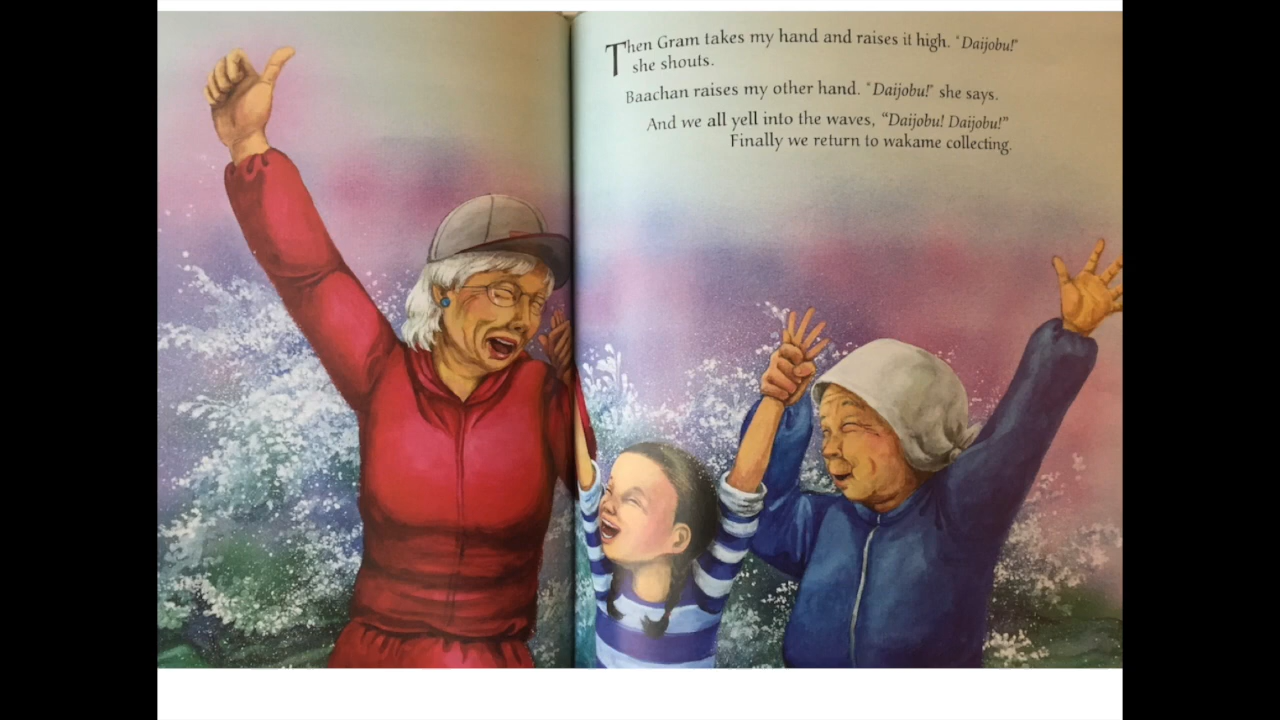 Then Gram takes my hand and raises it high. "Daijobu!"
she shouts.
Baachan raises my other hand. "Daijobu!" she says.
And we all yell into the waves, "Daijobu! Daijobu!"
Finally we return to wakame collecting.